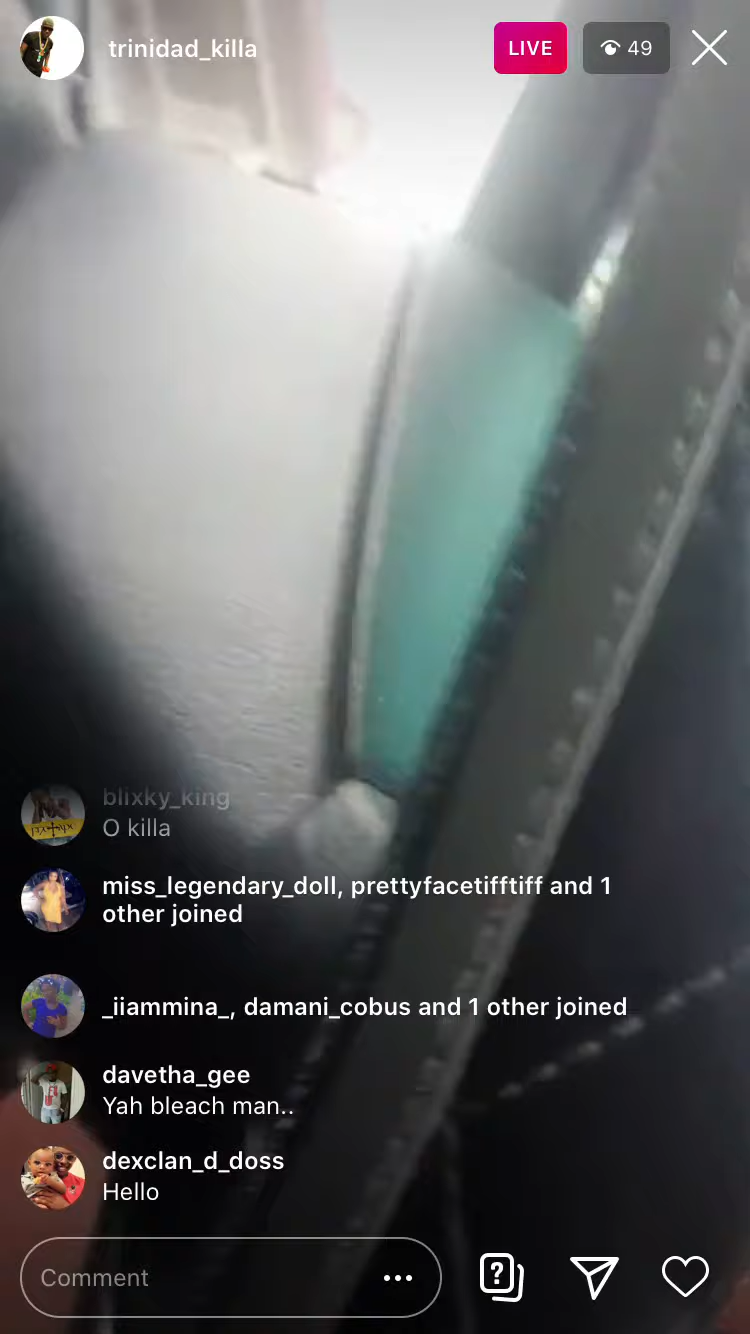 trinidad_killa
LIVE
49
blixky_king
O killa
miss_legendary_doll, prettyfacetifftiff and 1
other joined
_iiammina_, damani_cobus and 1 other joined
davetha_gee
Yah bleach man..
dexclan_d_doss
Hello
Comment